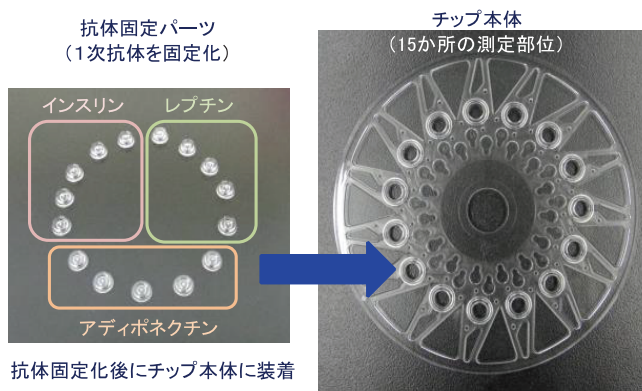 抗体固定パーツ
（１次抗体を固定化）
インスリン
レプチン
アディポネクチン
抗体固定化後にチップ本体に装着
チップ本体
（15か所の測定部位）